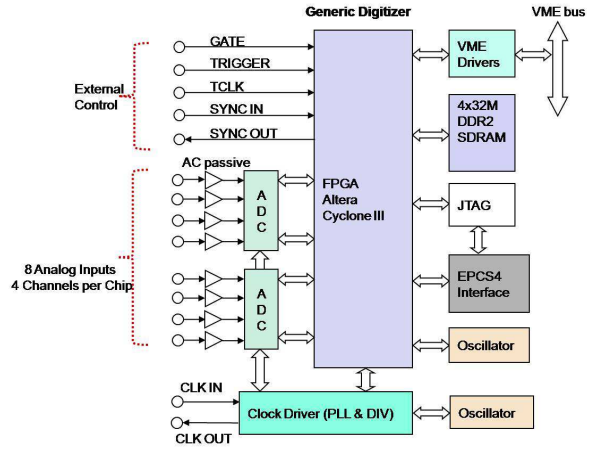 Generic Digitizer
VME bus
GATE
TRIGGER
TCLK
SYNC IN
SYNC OUT
External
Control
VME
Drivers
4x32M
DDR2
SDRAM
AC passive
A
D
C
FPGA
Altera
Cyclone III
JTAG
8 Analog Inputs
4 Channels per Chip
A
D
C
EPCS4
Interface
Oscillator
CLK IN
CLK OUT
Clock Driver (PLL & DIV)
Oscillator